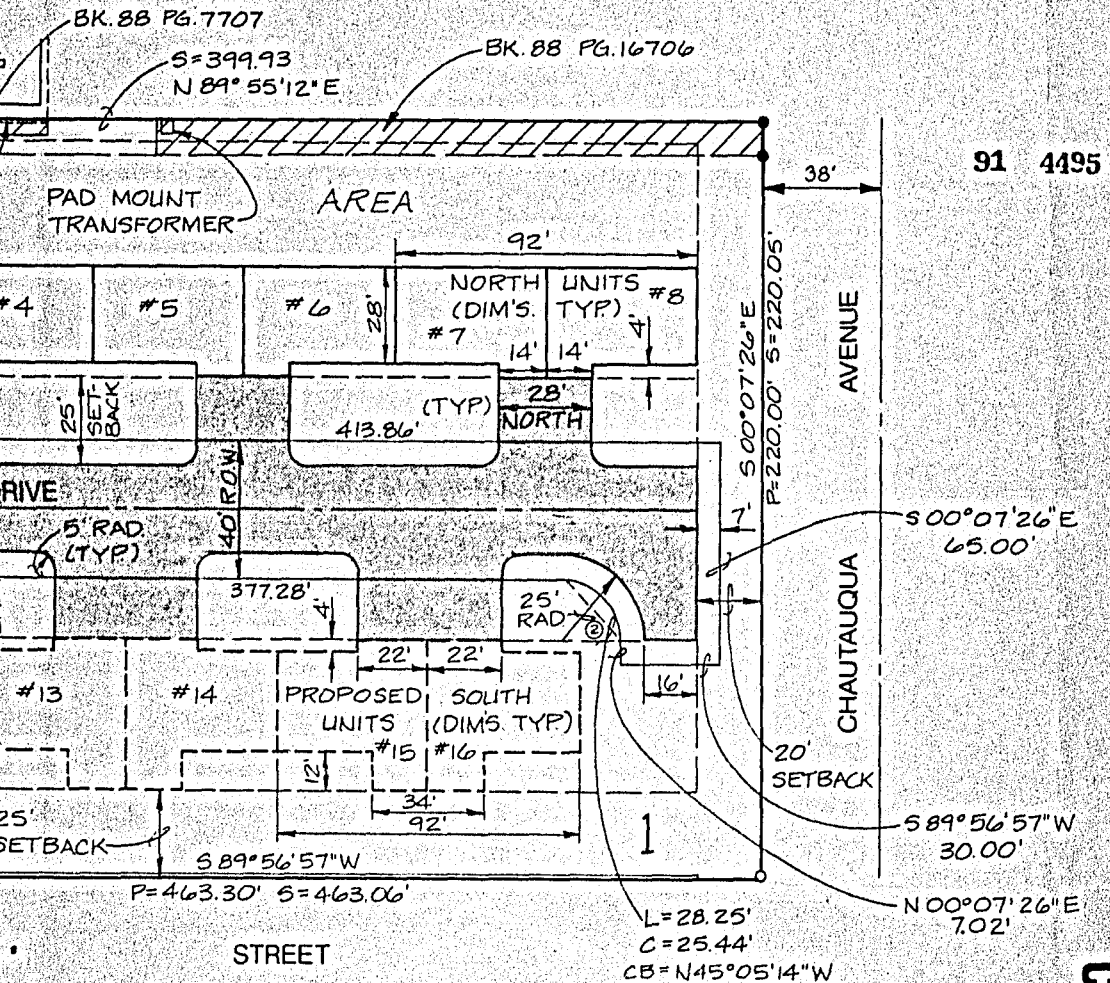 BK. 88 PG. 7707
S=399.93
N 89° 55' 12" E
BK. 88 PG. 16706
91 4495
38'
PAD MOUNT
TRANSFORMER
AREA
92'
#5
#6
28'
NORTH UNITS
(DIM'S. TYP.)
#7
#8
4'
14' 14'
28'
NORTH
(TYP)
25'
SET-
BACK
413.86'
S 00° 07' 26" E
P=220.00' S=220.05'
CHAUTAUQUA AVENUE
40' R.O.W.
5' RAD.
(TYP.)
7'
S 00° 07' 26" E
65.00'
377.28'
4'
25'
RAD.
2
22' 22'
16'
#13
#14
PROPOSED SOUTH
UNITS (DIM'S. TYP.)
#15 #16
12'
34'
92'
20'
SETBACK
25'
SETBACK
1
S 89° 56' 57" W
30.00'
S 89° 56' 57" W
P=463.30' S=463.06'
N 00° 07' 26" E
7.02'
L=28.25'
C=25.44'
CB=N45° 05' 14" W
STREET